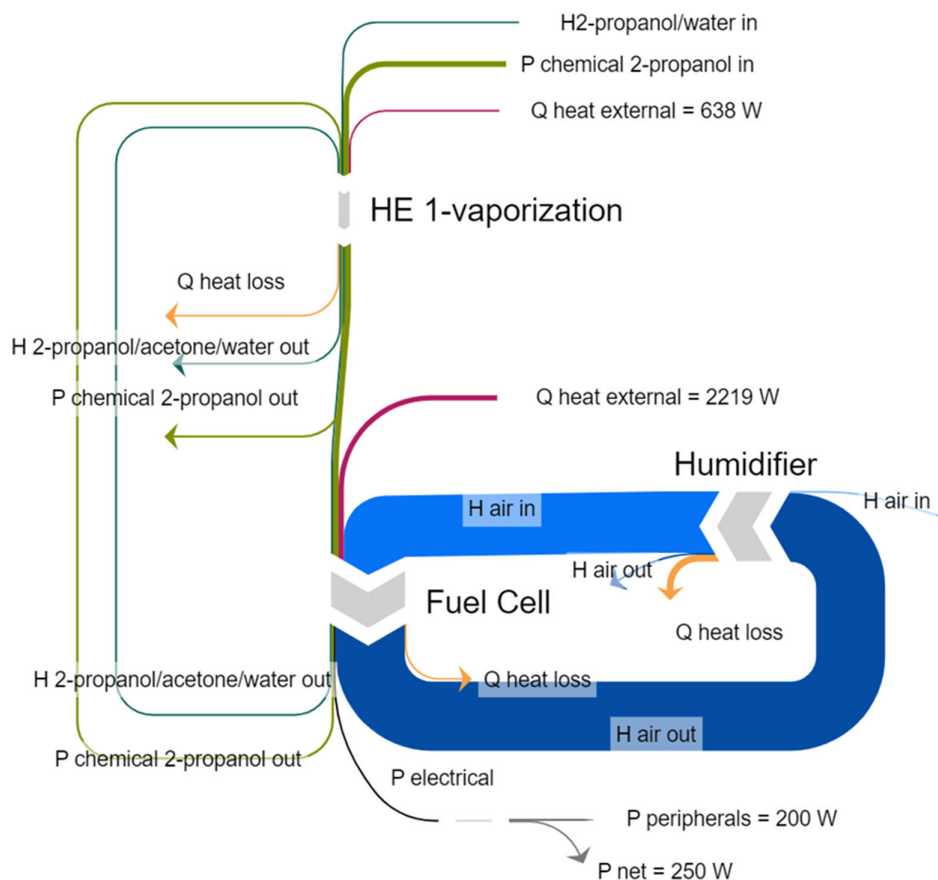 H2-propanol/water in
P chemical 2-propanol in
Q heat external = 638 W
HE 1-vaporization
Q heat loss
H 2-propanol/acetone/water out
P chemical 2-propanol out
Q heat external = 2219 W
Humidifier
H air in
H air in
H air out
Fuel Cell
Q heat loss
H 2-propanol/acetone/water out
Q heat loss
H air out
P chemical 2-propanol out
P electrical
P peripherals = 200 W
P net = 250 W